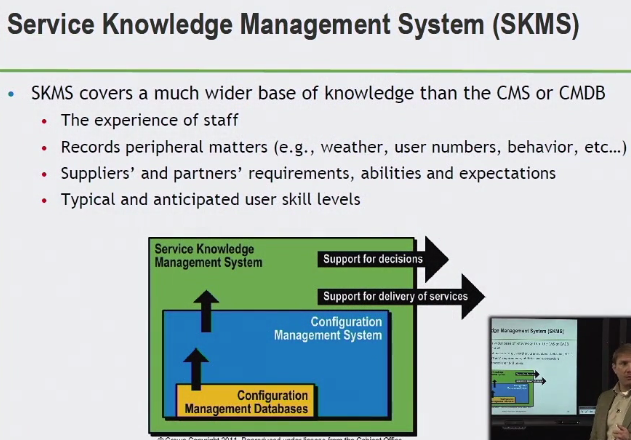 Service Knowledge Management System (SKMS)
• SKMS covers a much wider base of knowledge than the CMS or CMDB
• The experience of staff
• Records peripheral matters (e.g., weather, user numbers, behavior, etc…)
• Suppliers’ and partners’ requirements, abilities and expectations
• Typical and anticipated user skill levels
Service Knowledge
Management System
Support for decisions
Support for delivery of services
Configuration
Management System
Configuration
Management Databases
© Crown Copyright 2011. Reproduced under license from the Cabinet Office
Management System (SKMS)